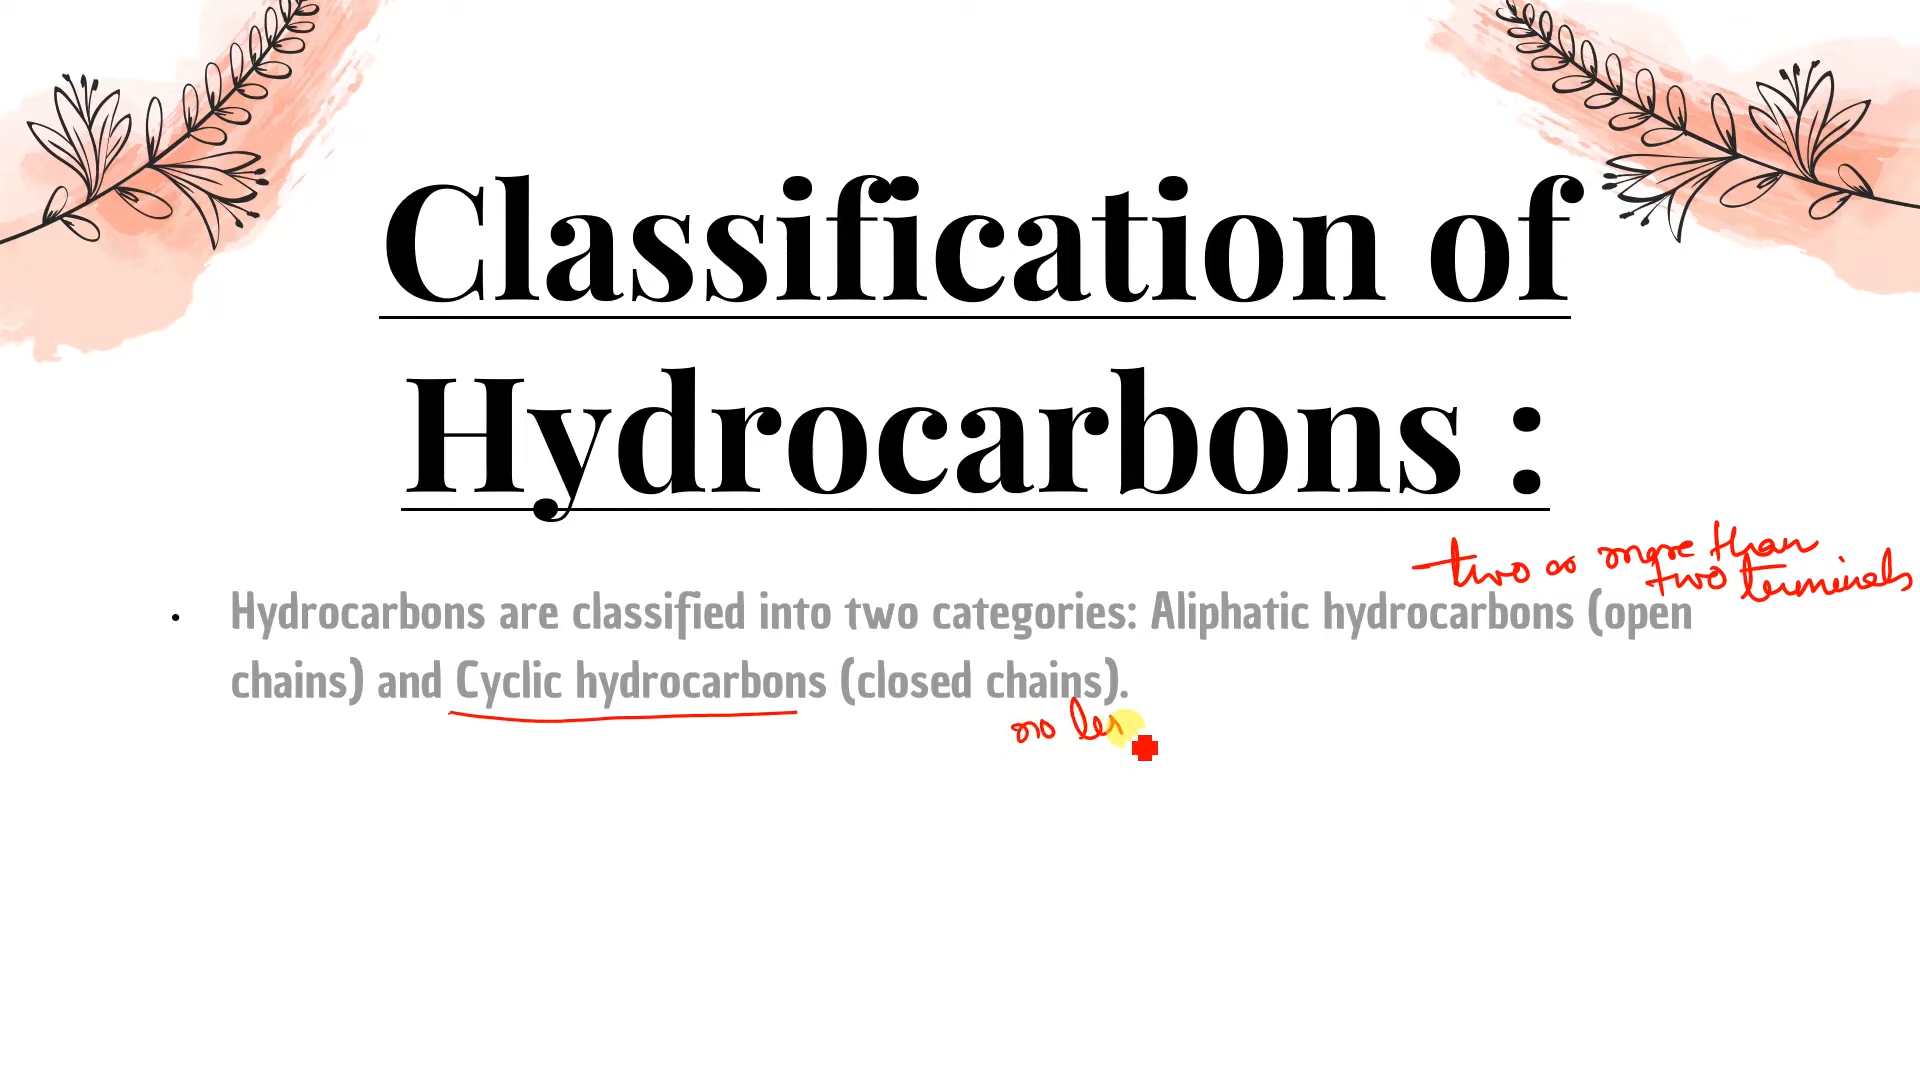 Classification of
Hydrocarbons :
two or more than
two terminals
• Hydrocarbons are classified into two categories: Aliphatic hydrocarbons (open
chains) and Cyclic hydrocarbons (closed chains).
no